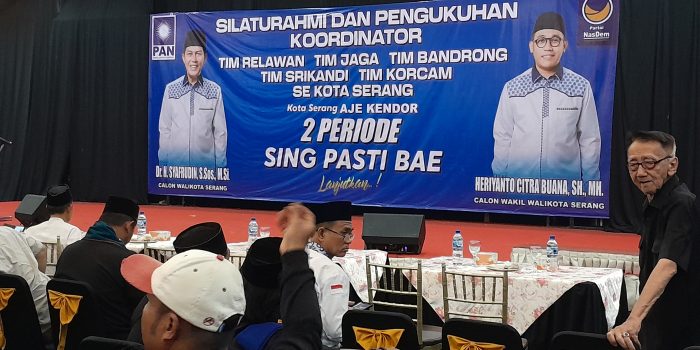 SILATURAHMI DAN PENGUKUHAN
KOORDINATOR
TIM RELAWAN TIM JAGA TIM BANDRONG
TIM SRIKANDI TIM KORCAM
SE KOTA SERANG
Kota Serang AJE KENDOR
2 PERIODE
SING PASTI BAE
Lanjutkan..!
PAN
Dr. H. SYAFRUDIN, S.Sos, M.Si.
CALON WALIKOTA SERANG
Partai
NasDem
HERIYANTO CITRA BUANA, SH., MH.
CALON WAKIL WALIKOTA SERANG